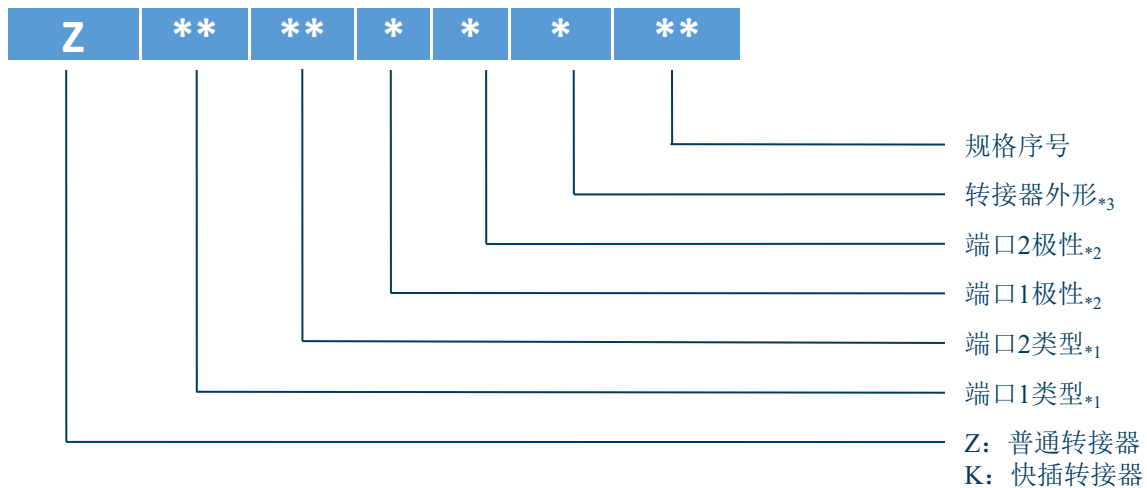 Z ** ** * * * **
规格序号
转接器外形*3
端口2极性*2
端口1极性*2
端口2类型*1
端口1类型*1
Z：普通转接器
K：快插转接器